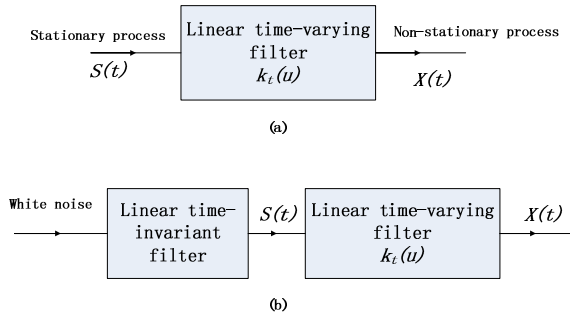 Stationary process
S(t)
Linear time-varying
filter
k_t(u)
Non-stationary process
X(t)
(a)
White noise
Linear time-
invariant
filter
S(t)
Linear time-varying
filter
k_t(u)
X(t)
(b)